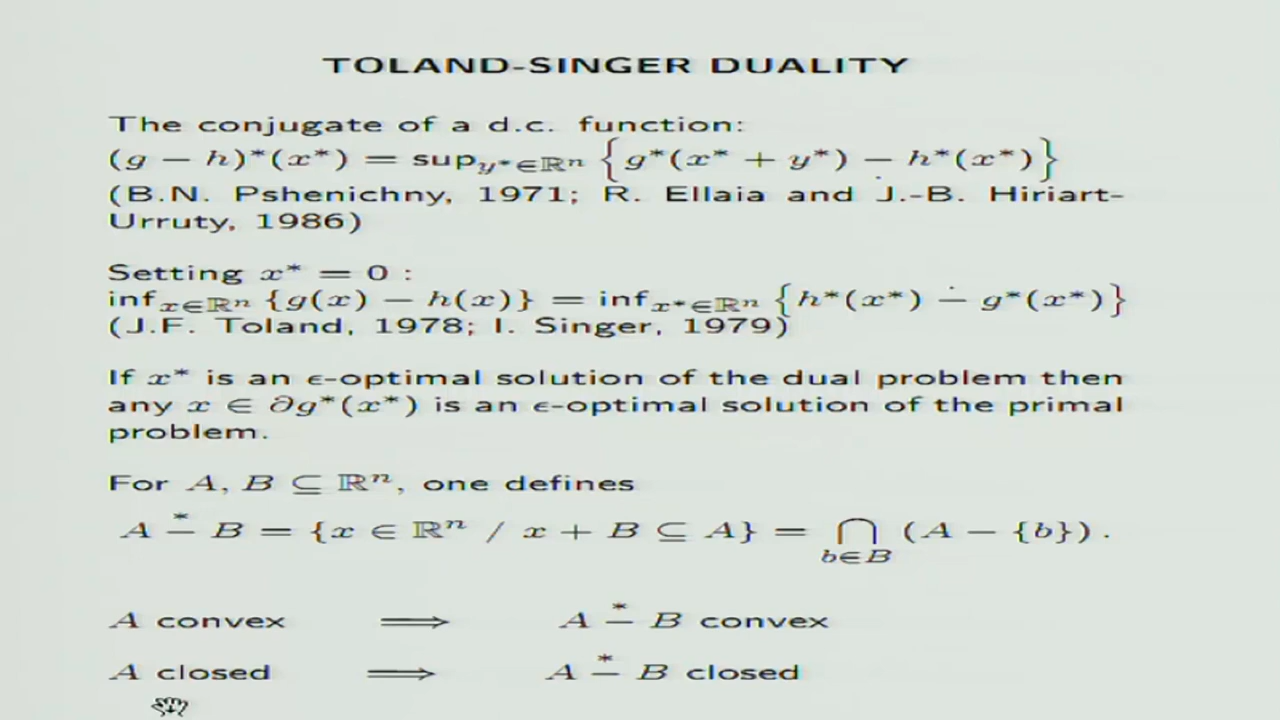 TOLAND-SINGER DUALITY
The conjugate of a d.c. function:
(g − h)*(x*) = sup_{y*∈ℝⁿ} {g*(x* + y*) − h*(x*)}
(B.N. Pshenichny, 1971; R. Ellaia and J.-B. Hiriart-
Urruty, 1986)
Setting x* = 0 :
inf_{x∈ℝⁿ} {g(x) − h(x)} = inf_{x*∈ℝⁿ} {h*(x*) − g*(x*)}
(J.F. Toland, 1978; I. Singer, 1979)
If x* is an ϵ-optimal solution of the dual problem then
any x ∈ ∂g*(x*) is an ϵ-optimal solution of the primal
problem.
For A, B ⊆ ℝⁿ, one defines
A −* B = {x ∈ ℝⁿ / x + B ⊆ A} = ⋂_{b∈B} (A − {b}) .
A convex ⟹ A −* B convex
A closed ⟹ A −* B closed